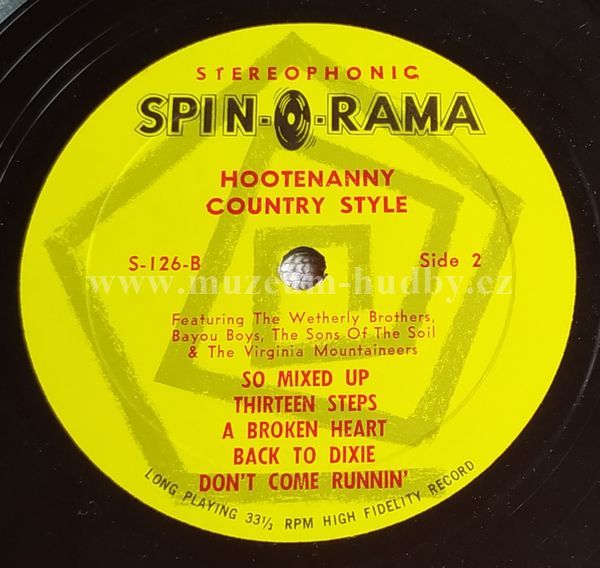 STEREOPHONIC
SPIN-O-RAMA
HOOTENANNY
COUNTRY STYLE
S-126-B Side 2
www.muzeum-hudby.cz
Featuring The Wetherly Brothers,
Bayou Boys, The Sons Of The Soil
& The Virginia Mountaineers
SO MIXED UP
THIRTEEN STEPS
A BROKEN HEART
BACK TO DIXIE
DON'T COME RUNNIN'
LONG PLAYING 33⅓ RPM HIGH FIDELITY RECORD